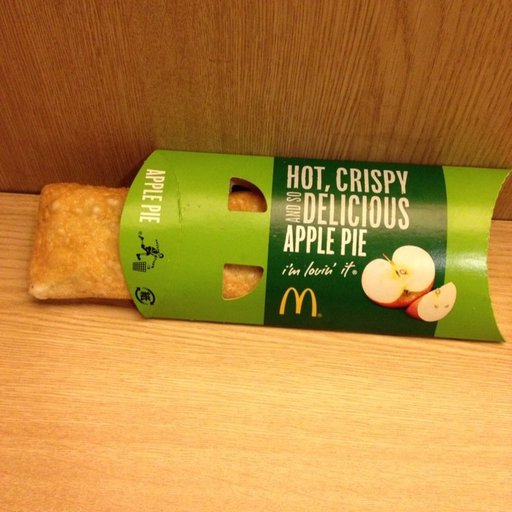 APPLE PIE
HOT, CRISPY
AND SO DELICIOUS
APPLE PIE
i'm lovin' it®
M®